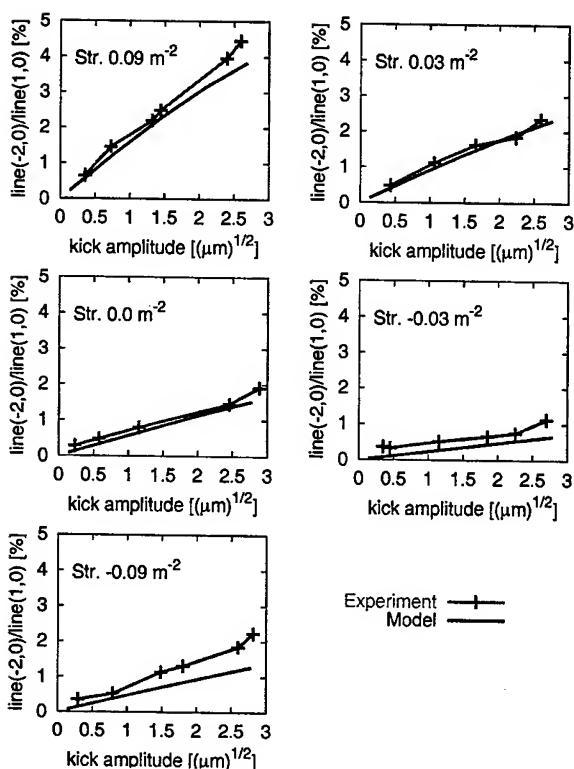 line(-2,0)/line(1,0) [%]
5
4
3
2
1
0
Str. 0.09 m-2
0 0.5 1 1.5 2 2.5 3
kick amplitude [(μm)1/2]
line(-2,0)/line(1,0) [%]
5
4
3
2
1
0
Str. 0.03 m-2
0 0.5 1 1.5 2 2.5 3
kick amplitude [(μm)1/2]
line(-2,0)/line(1,0) [%]
5
4
3
2
1
0
Str. 0.0 m-2
0 0.5 1 1.5 2 2.5 3
kick amplitude [(μm)1/2]
line(-2,0)/line(1,0) [%]
5
4
3
2
1
0
Str. -0.03 m-2
0 0.5 1 1.5 2 2.5 3
kick amplitude [(μm)1/2]
line(-2,0)/line(1,0) [%]
5
4
3
2
1
0
Str. -0.09 m-2
0 0.5 1 1.5 2 2.5 3
kick amplitude [(μm)1/2]
Experiment
Model